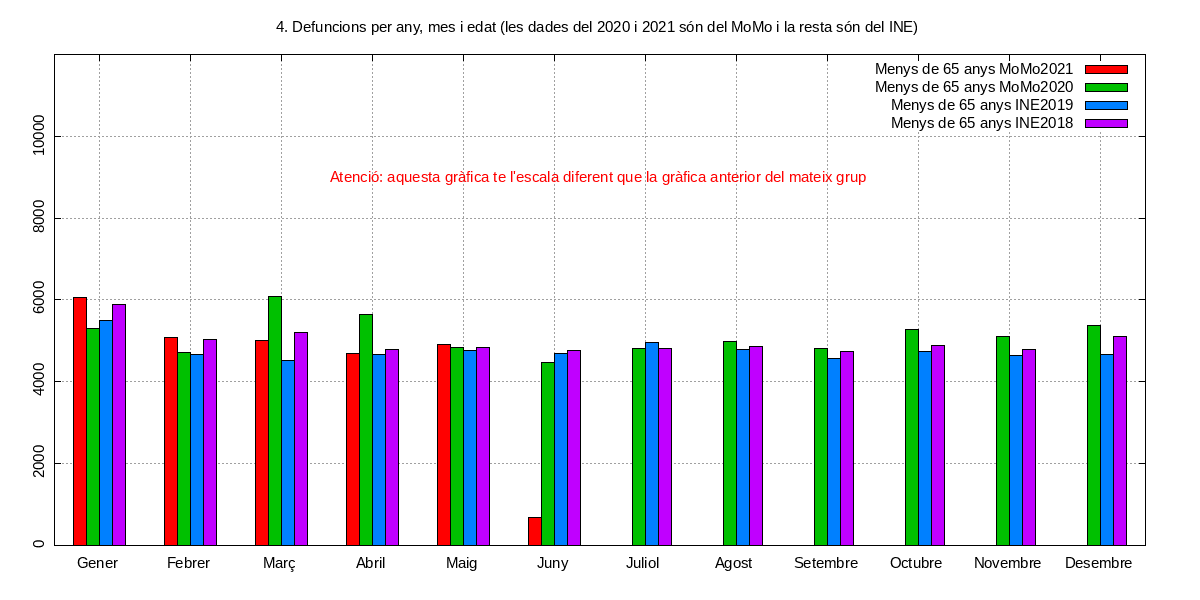 4. Defuncions per any, mes i edat (les dades del 2020 i 2021 són del MoMo i la resta són del INE)
Menys de 65 anys MoMo2021
Menys de 65 anys MoMo2020
Menys de 65 anys INE2019
Menys de 65 anys INE2018
Atenció: aquesta gràfica te l'escala diferent que la gràfica anterior del mateix grup
10000
8000
6000
4000
2000
0
Gener Febrer Març Abril Maig Juny Juliol Agost Setembre Octubre Novembre Desembre